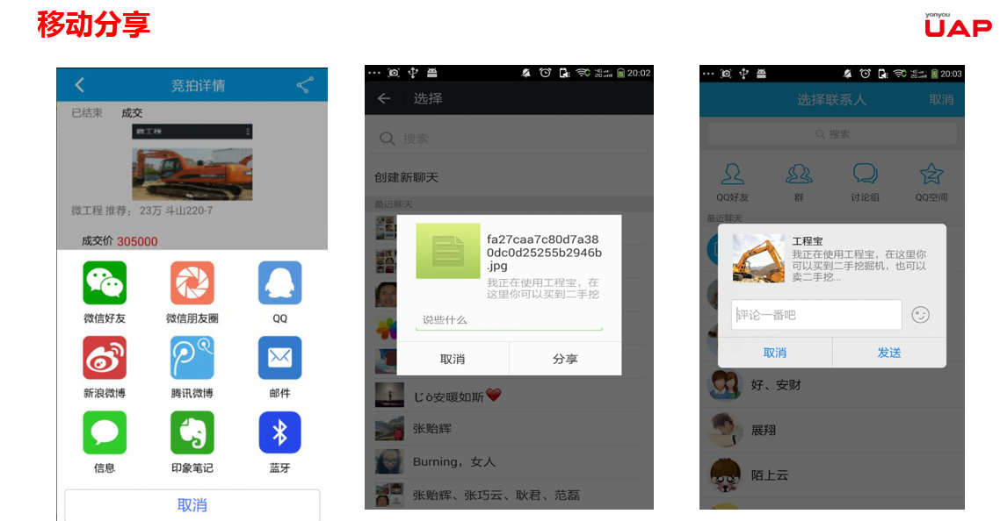 移动分享
yonyou
UAP
竞拍详情
已结束 成交
微工程
微工程 推荐： 23万 斗山220-7
成交价 305000
微信好友 微信朋友圈 QQ
新浪微博 腾讯微博 邮件
信息 印象笔记 蓝牙
取消
20:02
选择
搜索
创建新聊天
最近聊天
fa27caa7c80d7a38
0dc0d25255b2946b
.jpg
我正在使用工程宝，在
这里你可以买到二手挖
说些什么
取消 分享
じò安暖如斯❤
张贻辉
Burning，女人
张贻辉、张巧云、耿君、范磊
20:03
选择联系人 取消
搜索
QQ好友 群 讨论组 QQ空间
最近聊天
工程宝
我正在使用工程宝，在这里你
可以买到二手挖掘机，也可以
卖二手挖...
评论一番吧
取消 发送
好、安财
展翔
陌上云